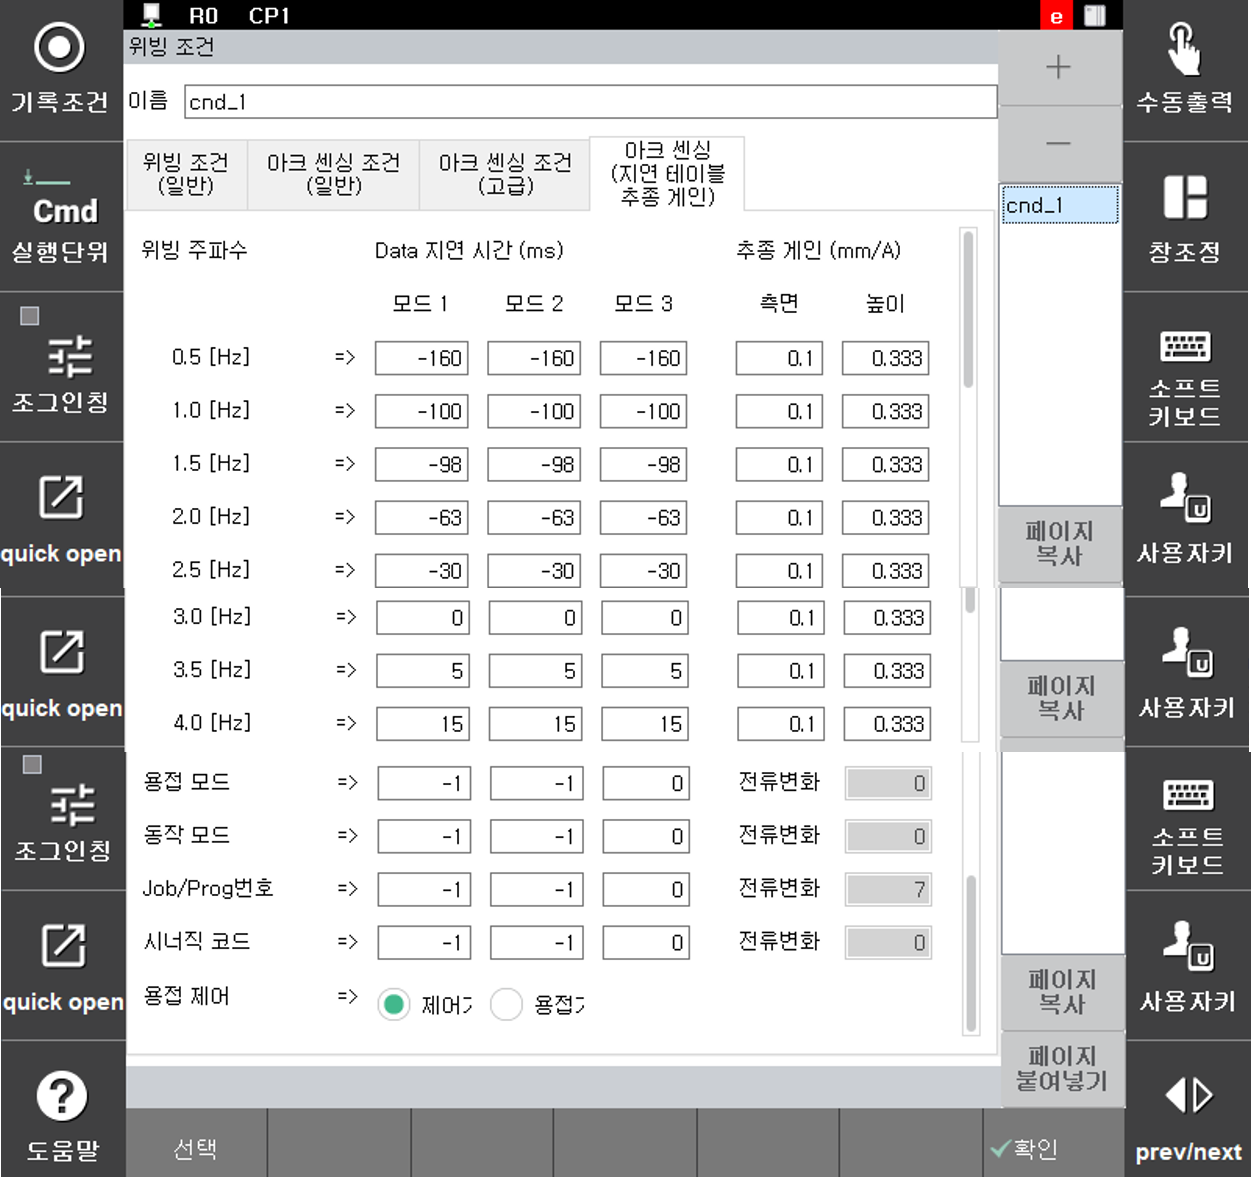 R0 CP1 e
위빙 조건
이름 cnd_1
위빙 조건
(일반)
아크 센싱 조건
(일반)
아크 센싱 조건
(고급)
아크 센싱
(지연 테이블
추종 게인)
위빙 주파수 Data 지연 시간 (ms) 추종 게인 (mm/A)
모드 1 모드 2 모드 3 측면 높이
0.5 [Hz] => -160 -160 -160 0.1 0.333
1.0 [Hz] => -100 -100 -100 0.1 0.333
1.5 [Hz] => -98 -98 -98 0.1 0.333
2.0 [Hz] => -63 -63 -63 0.1 0.333
2.5 [Hz] => -30 -30 -30 0.1 0.333
3.0 [Hz] => 0 0 0 0.1 0.333
3.5 [Hz] => 5 5 5 0.1 0.333
4.0 [Hz] => 15 15 15 0.1 0.333
용접 모드 => -1 -1 0 전류변화 0
동작 모드 => -1 -1 0 전류변화 0
Job/Prog번호 => -1 -1 0 전류변화 7
시너직 코드 => -1 -1 0 전류변화 0
용접 제어 => 제어기 용접기
기록조건
Cmd
실행단위
조그인칭
quick open
quick open
조그인칭
quick open
도움말
+
−
cnd_1
페이지
복사
페이지
복사
페이지
복사
페이지
붙여넣기
수동출력
창조정
소프트
키보드
U
사용자키
U
사용자키
소프트
키보드
U
사용자키
prev/next
선택
확인